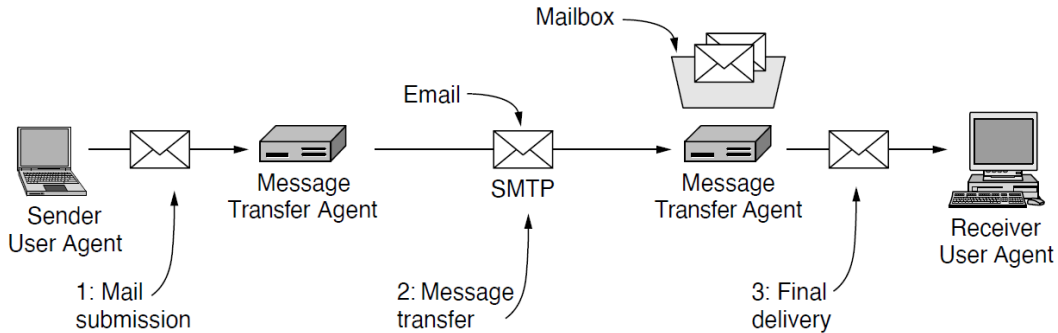 Mailbox
Email
SMTP
Sender
User Agent
Message
Transfer Agent
Message
Transfer Agent
Receiver
User Agent
1: Mail
submission
2: Message
transfer
3: Final
delivery